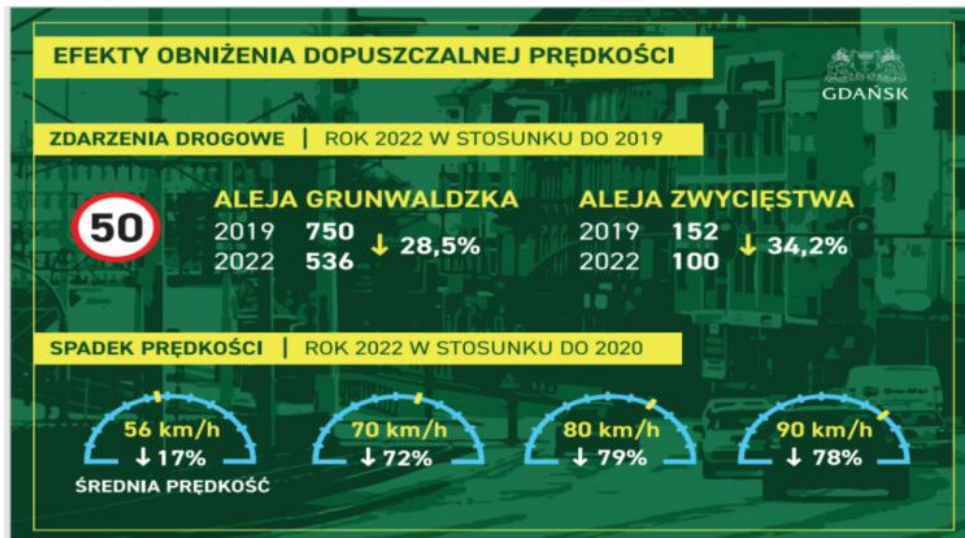 EFEKTY OBNIŻENIA DOPUSZCZALNEJ PRĘDKOŚCI
GDAŃSK
ZDARZENIA DROGOWE | ROK 2022 W STOSUNKU DO 2019
50
ALEJA GRUNWALDZKA
2019 750
2022 536
↓ 28,5%
ALEJA ZWYCIĘSTWA
2019 152
2022 100
↓ 34,2%
SPADEK PRĘDKOŚCI | ROK 2022 W STOSUNKU DO 2020
56 km/h
↓ 17%
ŚREDNIA PRĘDKOŚĆ
70 km/h
↓ 72%
80 km/h
↓ 79%
90 km/h
↓ 78%